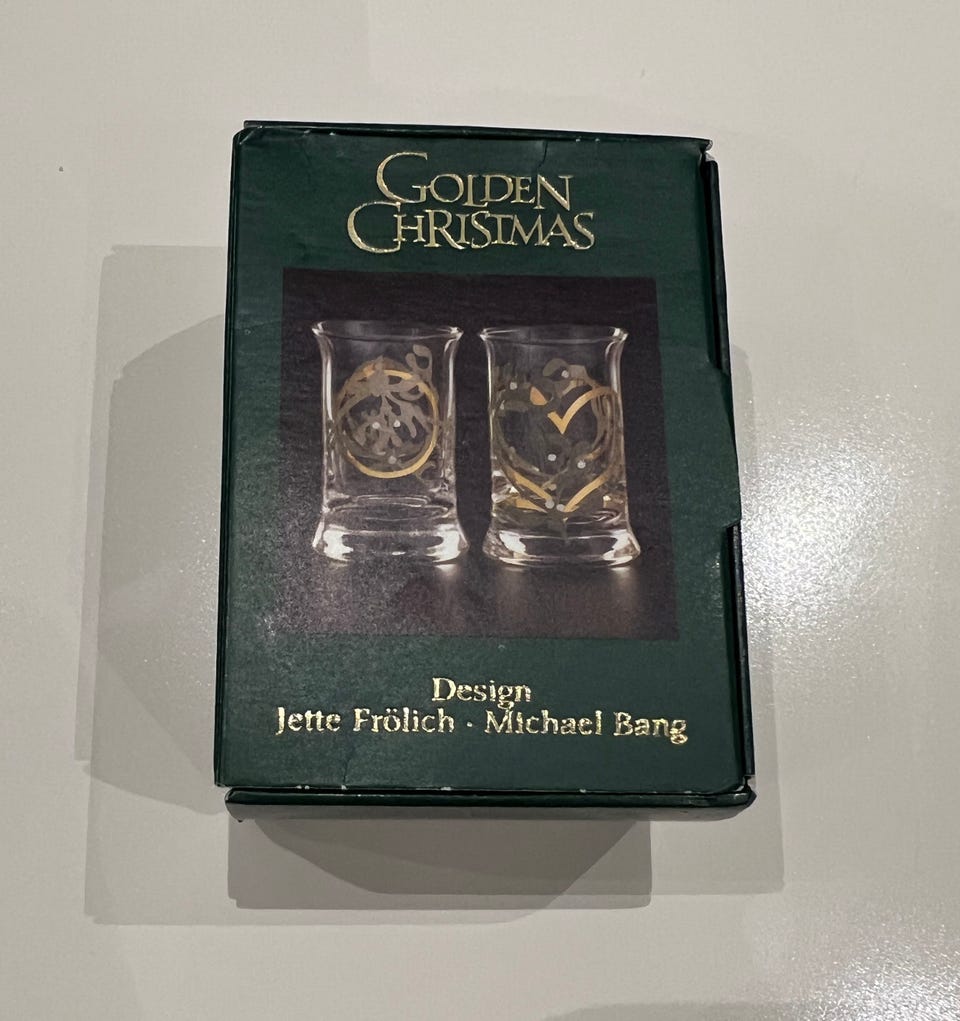 GOLDEN
CHRISTMAS
Design
Jette Frölich · Michael Bang